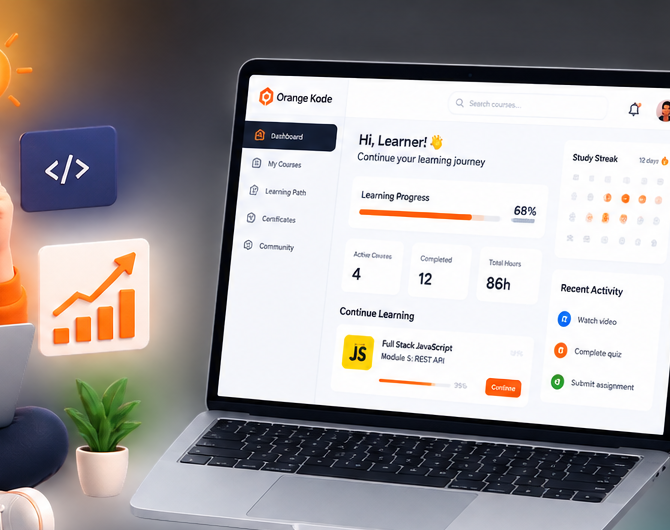 </>
Orange Kode
Search courses...
Dashboard
My Courses
Learning Path
Certificates
Community
Hi, Learner! 👋
Continue your learning journey
Learning Progress
68%
Active Courses
4
Completed
12
Total Hours
86h
Continue Learning
JS
Full Stack JavaScript
Module 5: REST API
Continue
Study Streak
12 days
Recent Activity
Watch video
Complete quiz
Submit assignment